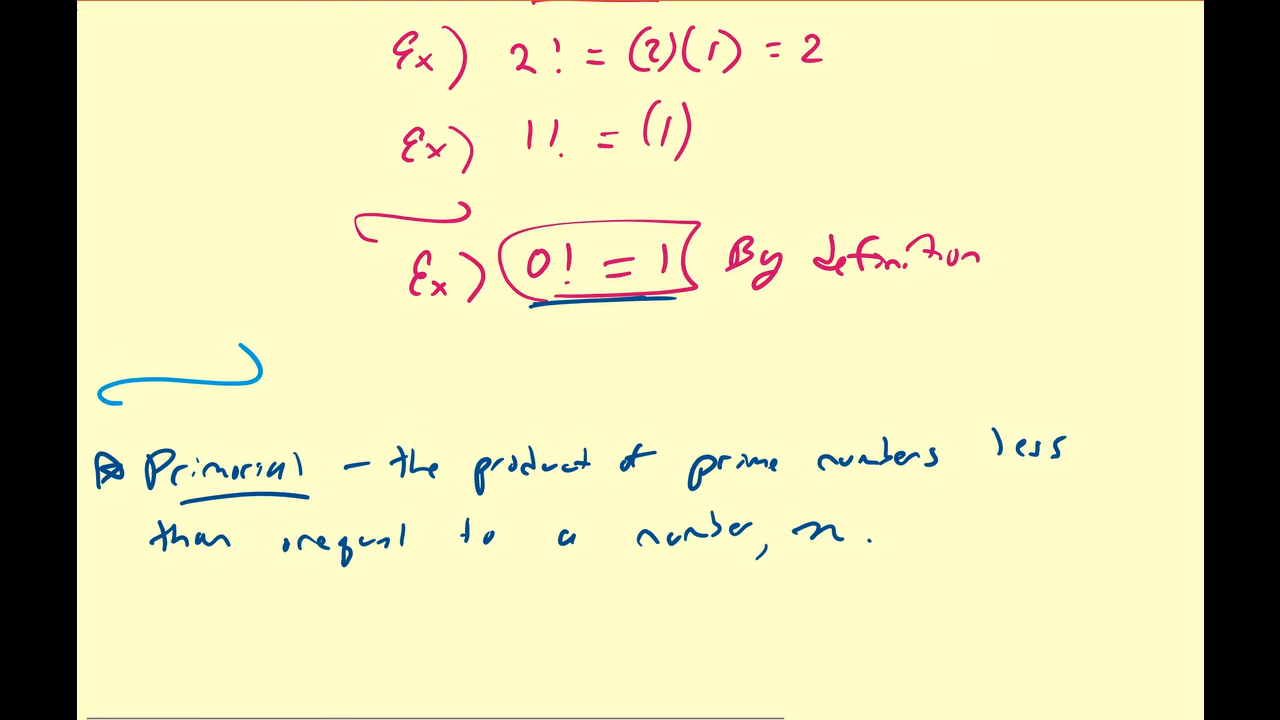 Ex) 2! = (2)(1) = 2
Ex) 1! = (1)
Ex) 0! = 1 By definition
Primorial – the product of prime numbers less
than or equal to a number, n.